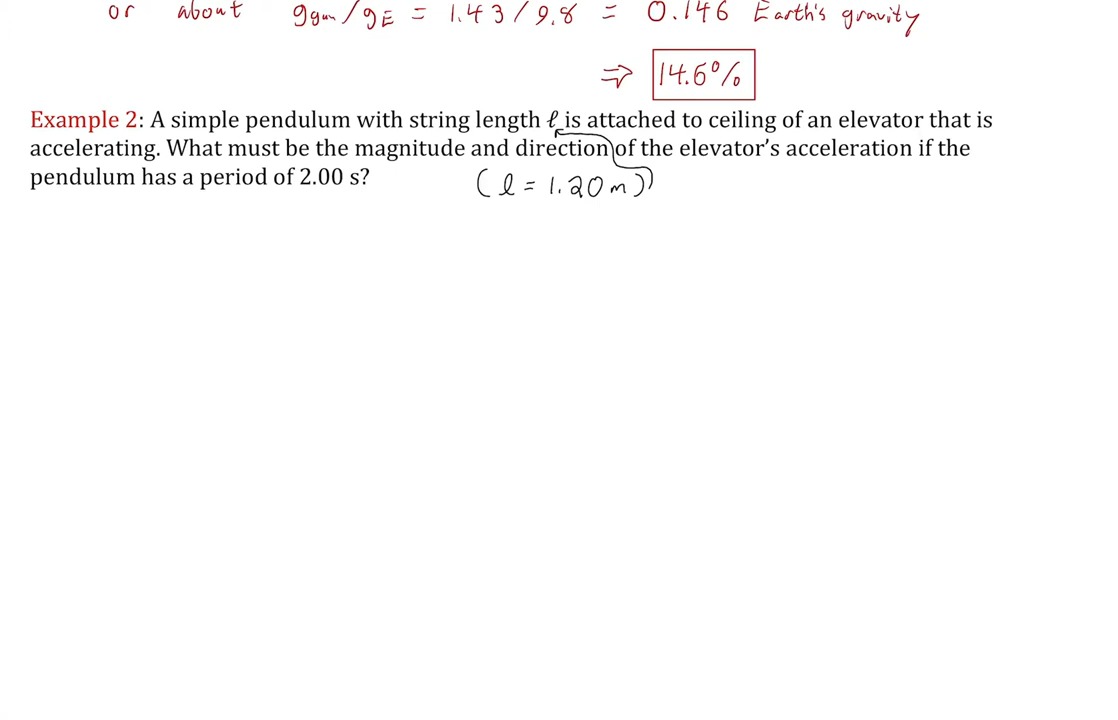 or about g gym / g E = 1.43 / 9.8 = 0.146 Earth's gravity
⇒ 14.6%
Example 2: A simple pendulum with string length ℓ is attached to ceiling of an elevator that is
accelerating. What must be the magnitude and direction of the elevator's acceleration if the
pendulum has a period of 2.00 s?
(ℓ = 1.20 m)